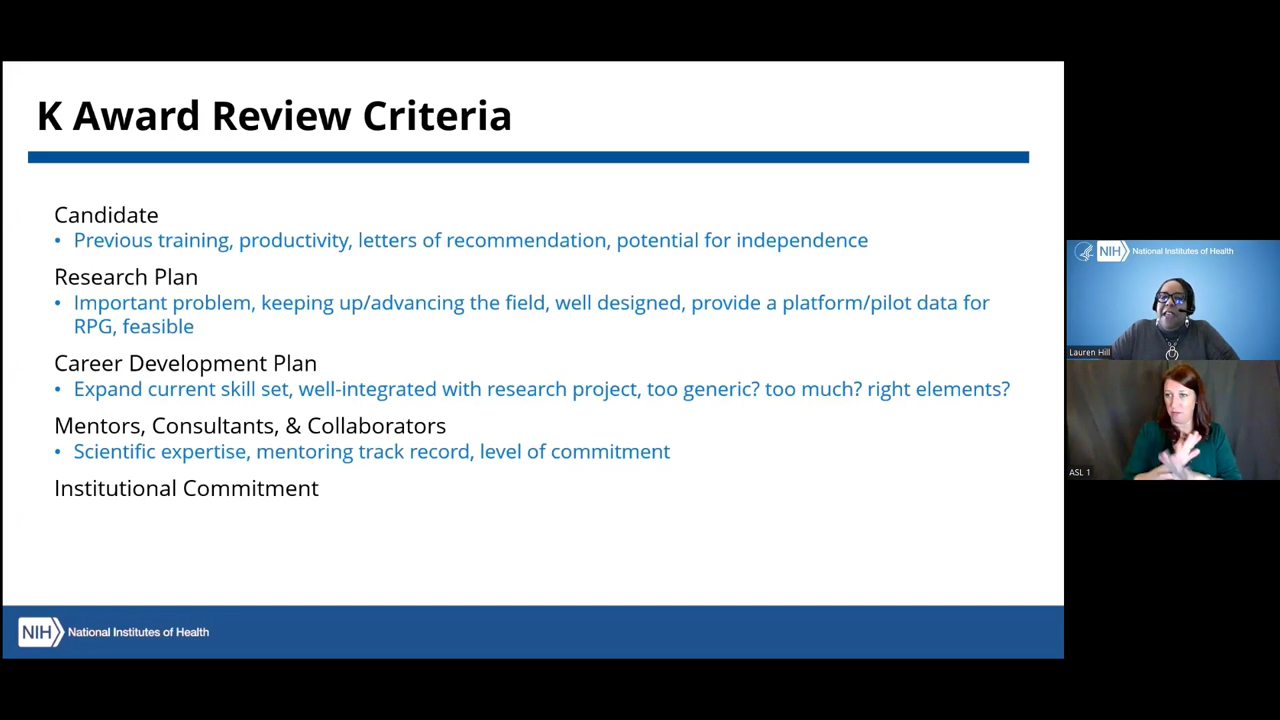 K Award Review Criteria
Candidate
• Previous training, productivity, letters of recommendation, potential for independence
Research Plan
• Important problem, keeping up/advancing the field, well designed, provide a platform/pilot data for
RPG, feasible
Career Development Plan
• Expand current skill set, well-integrated with research project, too generic? too much? right elements?
Mentors, Consultants, & Collaborators
• Scientific expertise, mentoring track record, level of commitment
Institutional Commitment
NIH National Institutes of Health
NIH National Institutes of Health
Lauren Hill
ASL 1